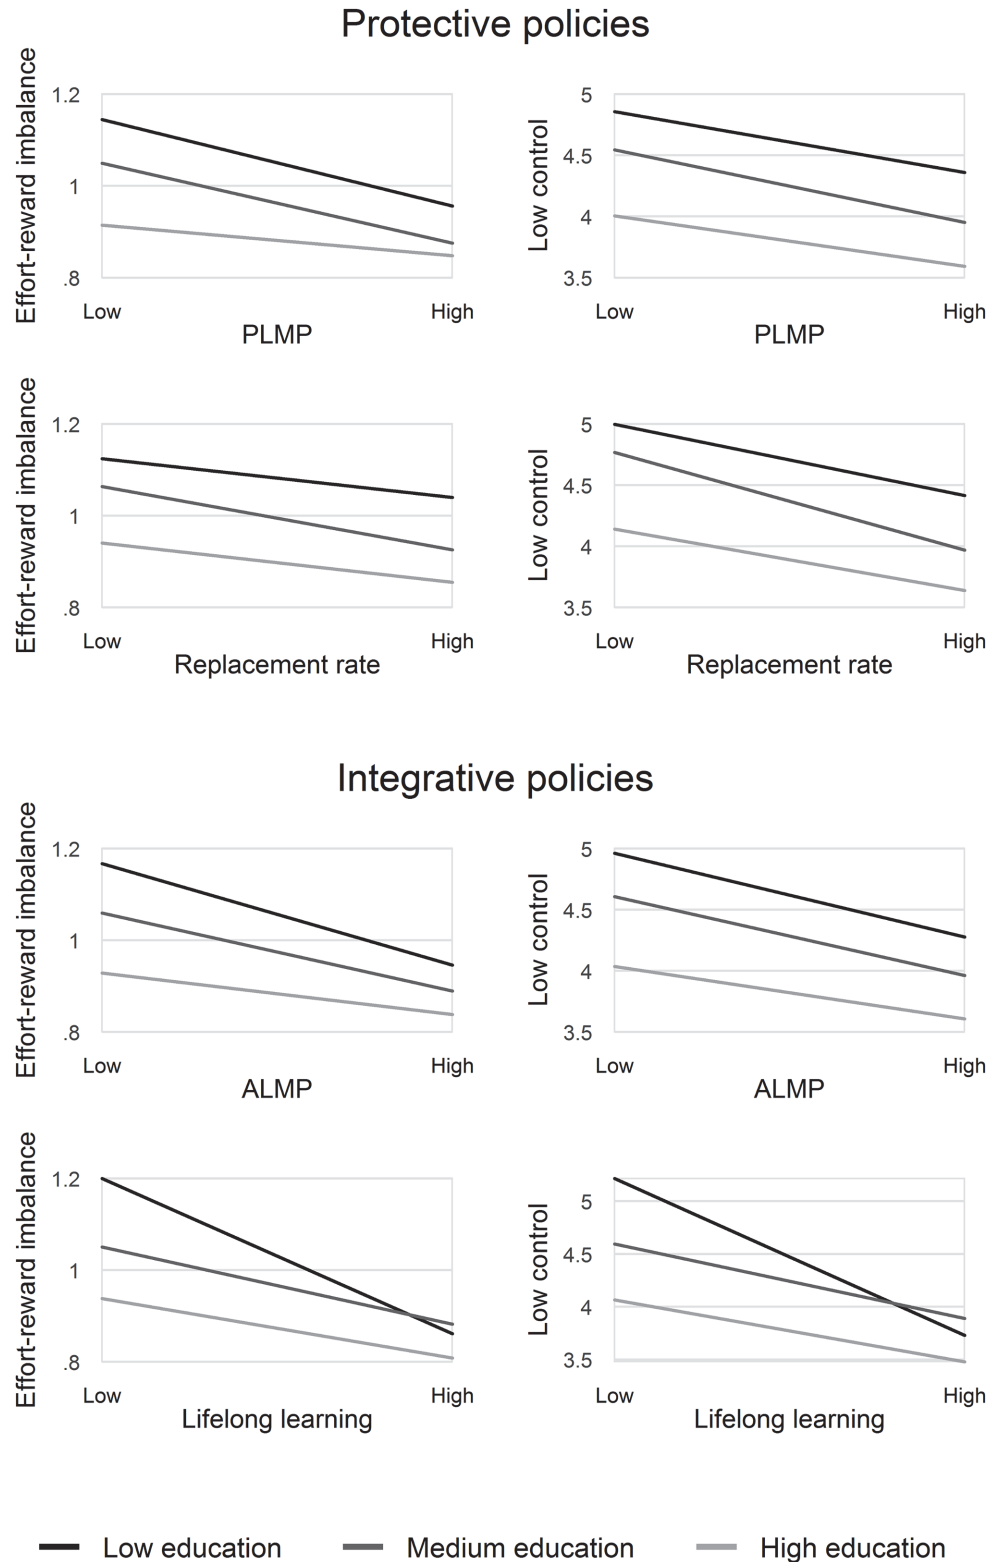 Protective policies
Effort-reward imbalance
1.2
1
.8
Low
High
PLMP
Low control
5
4.5
4
3.5
Low
High
PLMP
Effort-reward imbalance
1.2
1
.8
Low
High
Replacement rate
Low control
5
4.5
4
3.5
Low
High
Replacement rate
Integrative policies
Effort-reward imbalance
1.2
1
.8
Low
High
ALMP
Low control
5
4.5
4
3.5
Low
High
ALMP
Effort-reward imbalance
1.2
1
.8
Low
High
Lifelong learning
Low control
5
4.5
4
3.5
Low
High
Lifelong learning
Low education
Medium education
High education